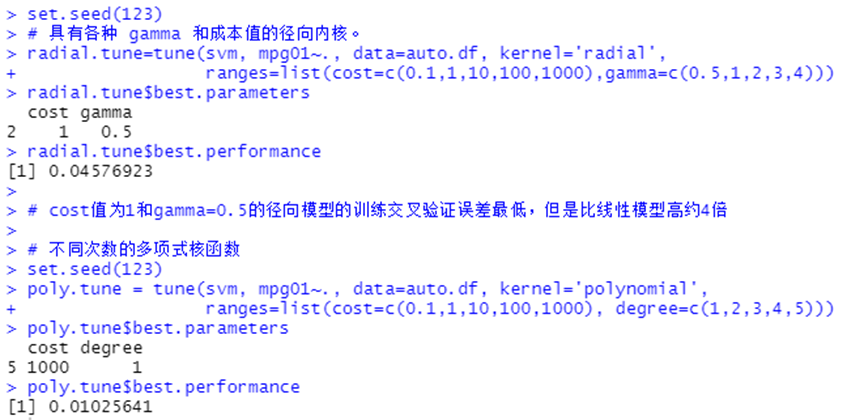 > set.seed(123)
> # 具有各种 gamma 和成本值的径向内核。
> radial.tune=tune(svm, mpg01~., data=auto.df, kernel='radial',
+                  ranges=list(cost=c(0.1,1,10,100,1000),gamma=c(0.5,1,2,3,4)))
> radial.tune$best.parameters
  cost gamma
2    1   0.5
> radial.tune$best.performance
[1] 0.04576923
>
> # cost值为1和gamma=0.5的径向模型的训练交叉验证误差最低，但是比线性模型高约4倍
>
> # 不同次数的多项式核函数
> set.seed(123)
> poly.tune = tune(svm, mpg01~., data=auto.df, kernel='polynomial',
+                  ranges=list(cost=c(0.1,1,10,100,1000), degree=c(1,2,3,4,5)))
> poly.tune$best.parameters
  cost degree
5 1000      1
> poly.tune$best.performance
[1] 0.01025641